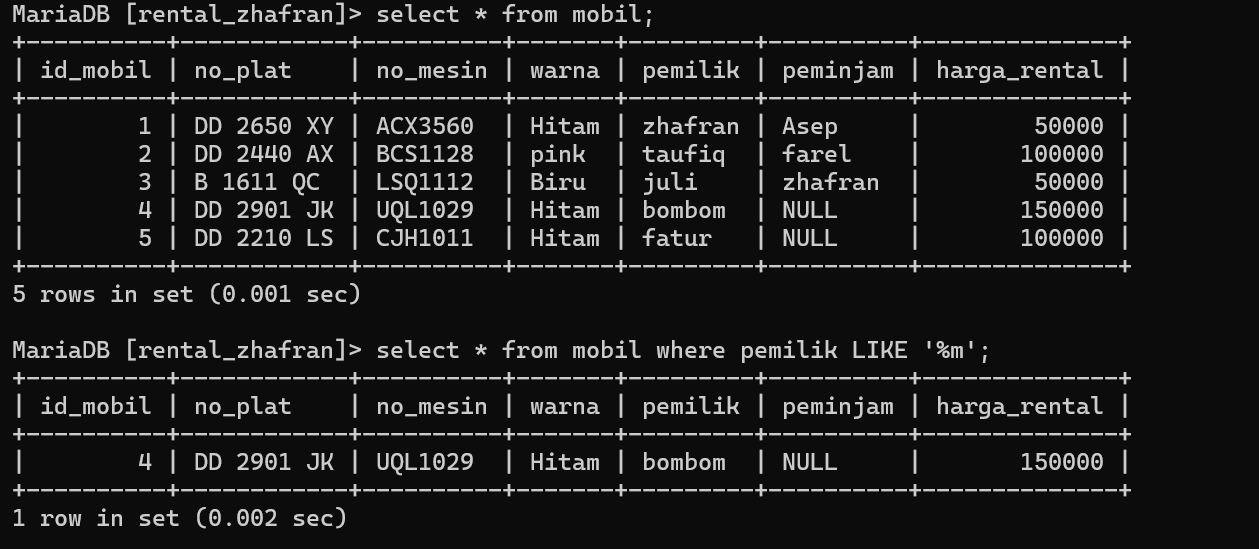 MariaDB [rental_zhafran]> select * from mobil;
+----------+------------+---------+-------+---------+----------+--------------+
| id_mobil | no_plat    | no_mesin | warna | pemilik | peminjam | harga_rental |
+----------+------------+----------+-------+---------+----------+--------------+
|        1 | DD 2650 XY | ACX3560  | Hitam | zhafran | Asep     |        50000 |
|        2 | DD 2440 AX | BCS1128  | pink  | taufiq  | farel    |       100000 |
|        3 | B 1611 QC  | LSQ1112  | Biru  | juli    | zhafran  |        50000 |
|        4 | DD 2901 JK | UQL1029  | Hitam | bombom  | NULL     |       150000 |
|        5 | DD 2210 LS | CJH1011  | Hitam | fatur   | NULL     |       100000 |
+----------+------------+----------+-------+---------+----------+--------------+
5 rows in set (0.001 sec)
MariaDB [rental_zhafran]> select * from mobil where pemilik LIKE '%m';
+----------+------------+----------+-------+---------+----------+--------------+
| id_mobil | no_plat    | no_mesin | warna | pemilik | peminjam | harga_rental |
+----------+------------+----------+-------+---------+----------+--------------+
|        4 | DD 2901 JK | UQL1029  | Hitam | bombom  | NULL     |       150000 |
+----------+------------+----------+-------+---------+----------+--------------+
1 row in set (0.002 sec)